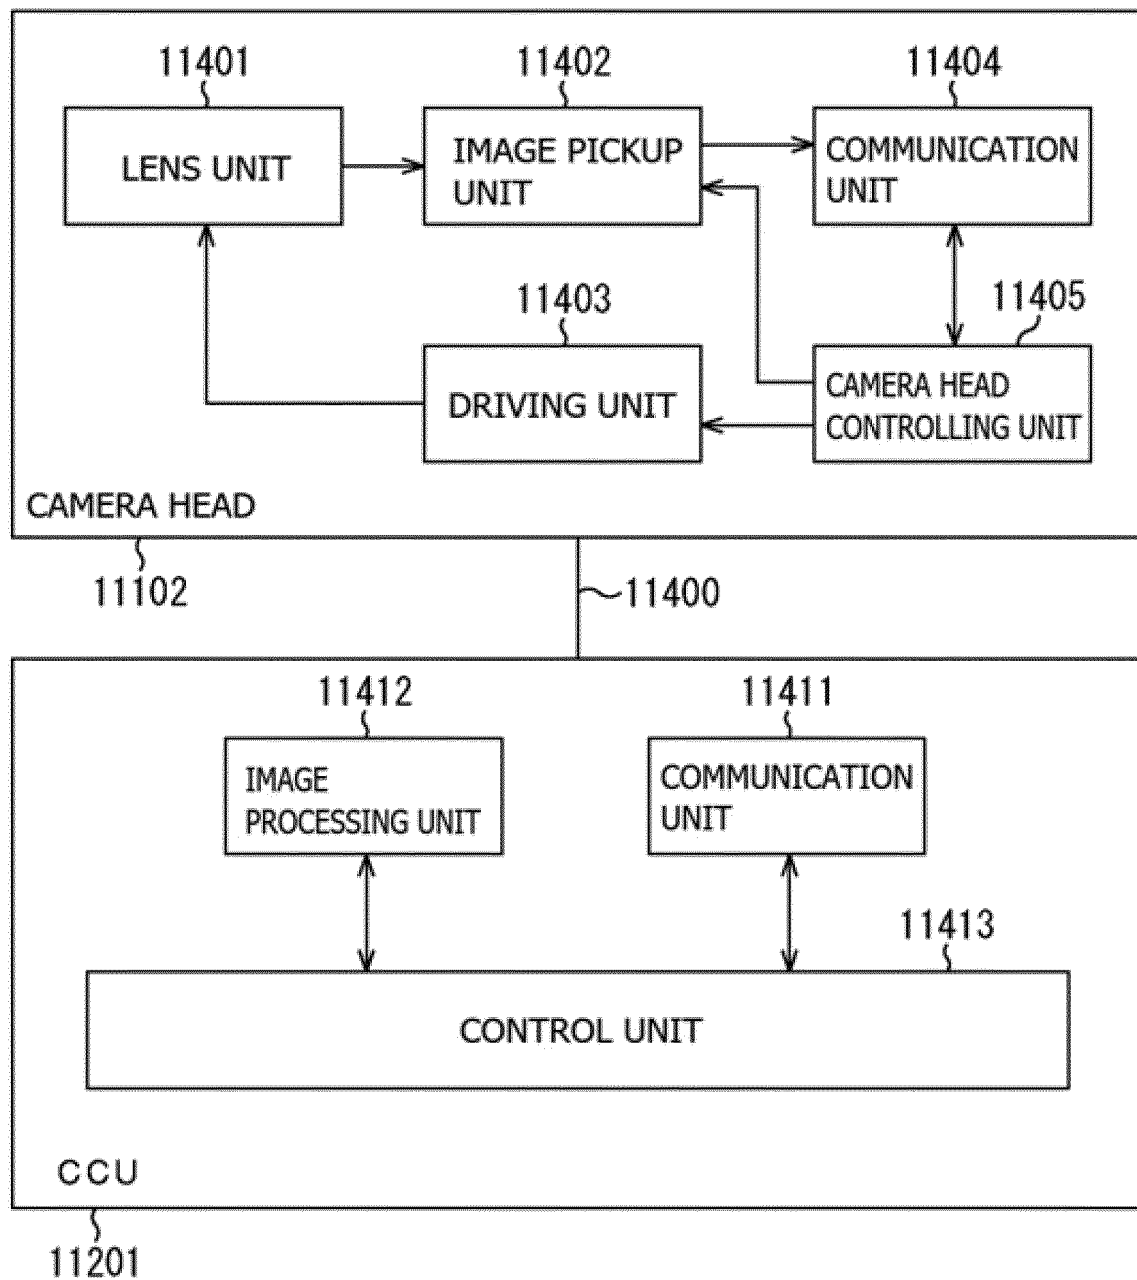 11401
11402
11404
LENS UNIT
IMAGE PICKUP
UNIT
COMMUNICATION
UNIT
11403
11405
DRIVING UNIT
CAMERA HEAD
CONTROLLING UNIT
CAMERA HEAD
11102
11400
11412
11411
IMAGE
PROCESSING UNIT
COMMUNICATION
UNIT
11413
CONTROL UNIT
CCU
11201